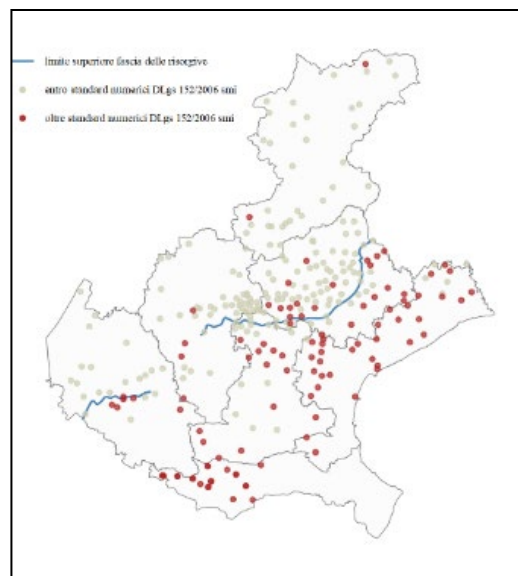 limite superiore fascia delle risorgive
entro standard numerici DLgs 152/2006 smi
oltre standard numerici DLgs 152/2006 smi